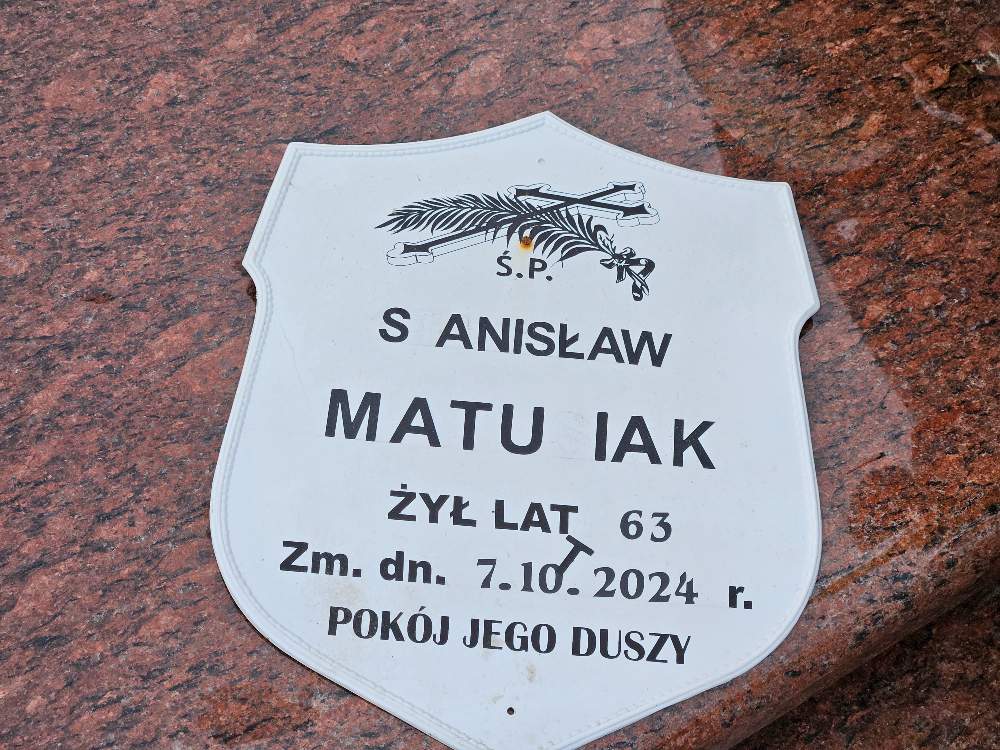 Ś.P.
S ANISŁAW
MATU IAK
ŻYŁ LAT 63
Zm. dn. 7.10.2024 r.
POKÓJ JEGO DUSZY